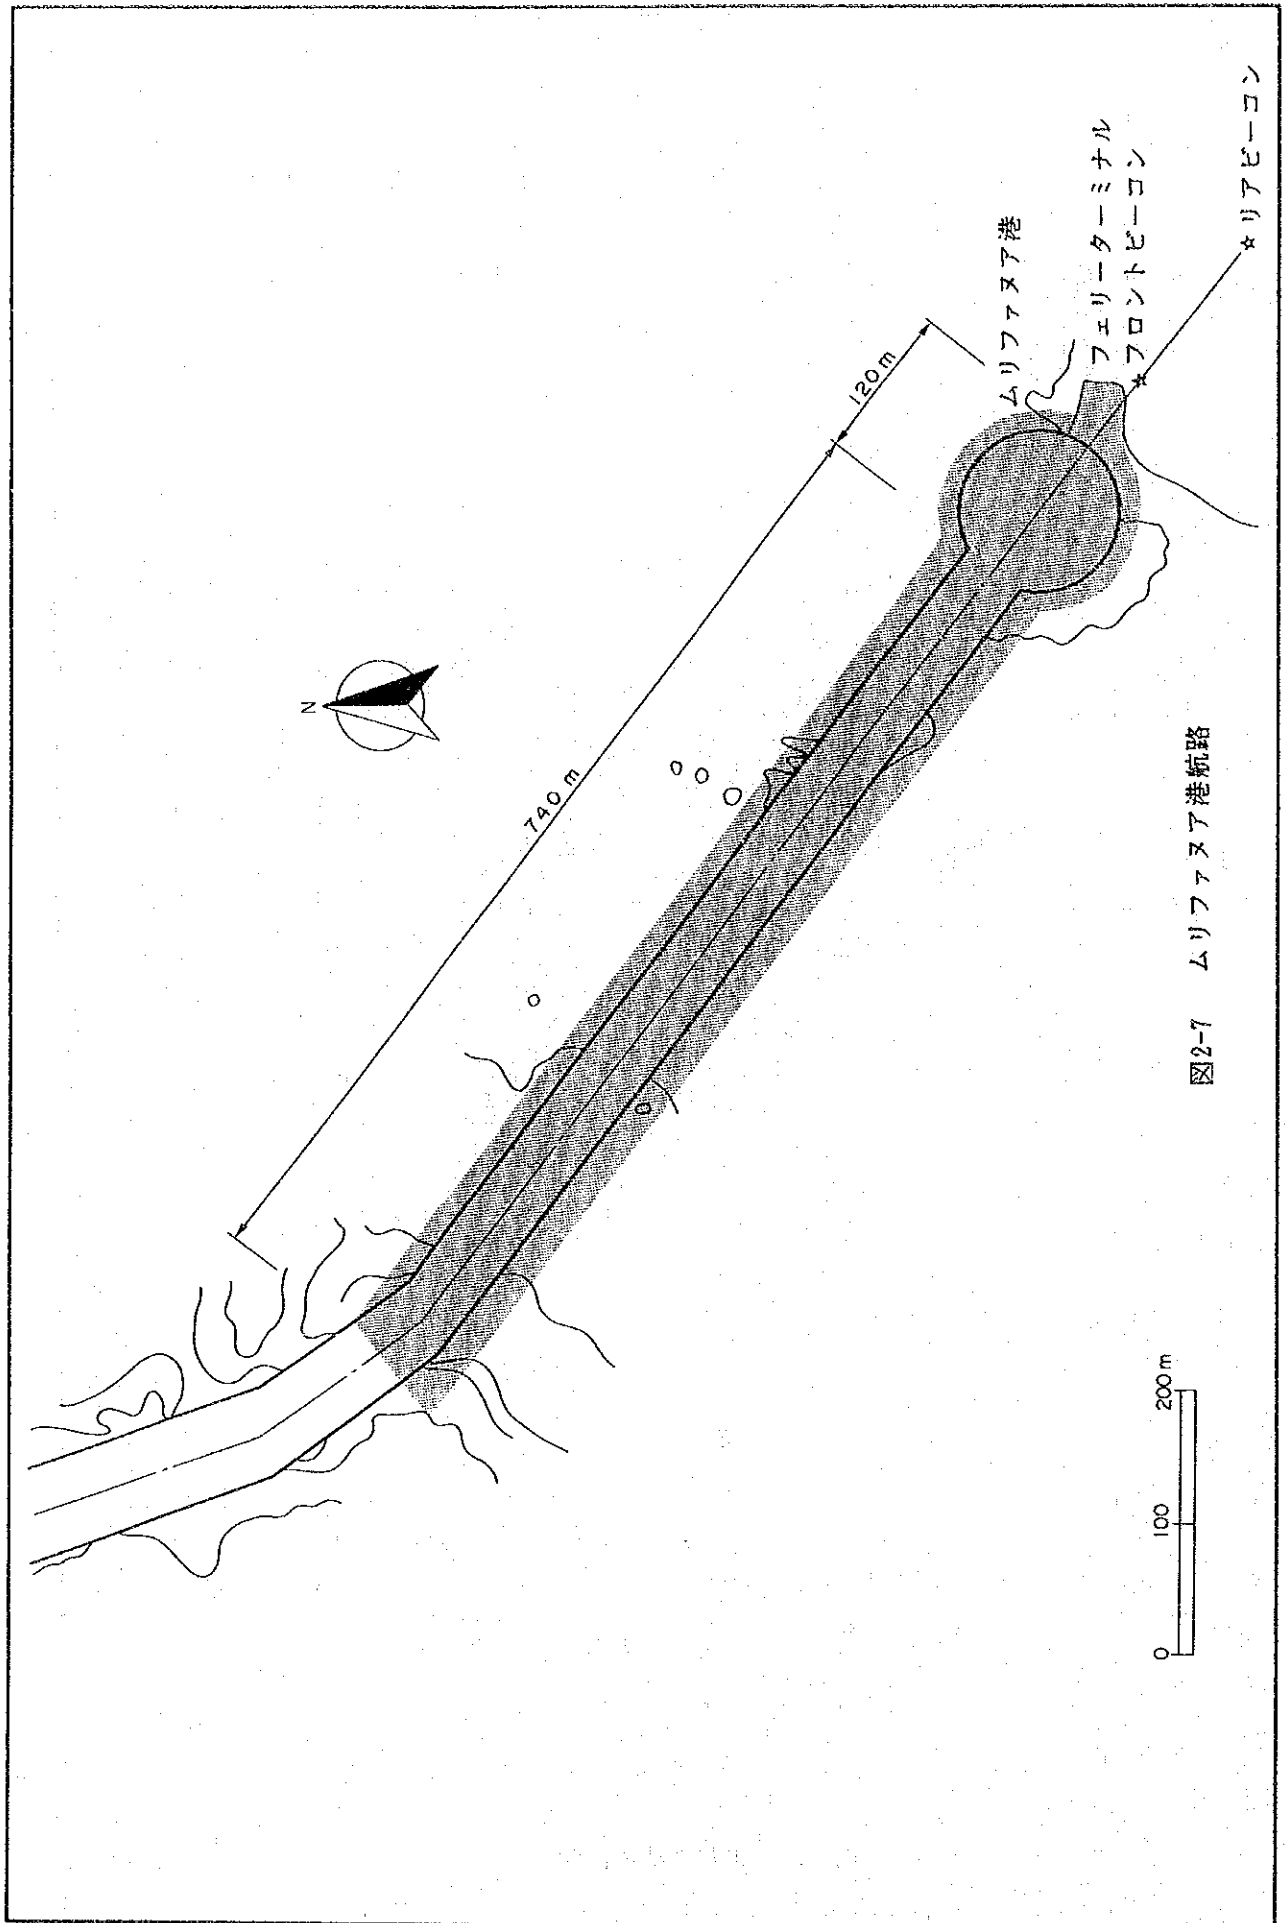 N
740 m
120 m
ムリファヌア港
フェリーターミナル
☆フロントビーコン
☆リアビーコン
0 100 200 m
図2-7 ムリファヌア港航路